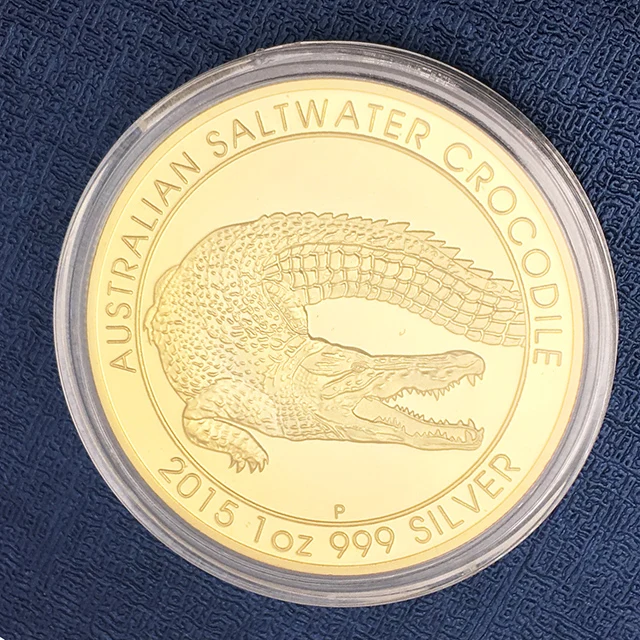 AUSTRALIAN SALTWATER CROCODILE
P
2015 1oz 999 SILVER